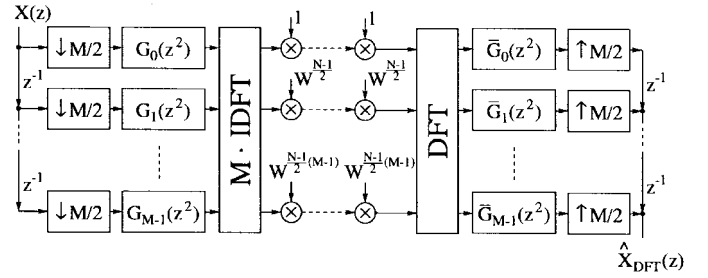 X(z)
1 1
↓M/2 G₀(z²) Ḡ₀(z²) ↑M/2
z⁻¹ W^{(N-1)/2} W^{(N-1)/2} z⁻¹
↓M/2 G₁(z²) M · IDFT DFT Ḡ₁(z²) ↑M/2
z⁻¹ W^{(N-1)/2 (M-1)} W^{(N-1)/2 (M-1)} z⁻¹
↓M/2 G_{M-1}(z²) Ḡ_{M-1}(z²) ↑M/2
X̂_{DFT}(z)